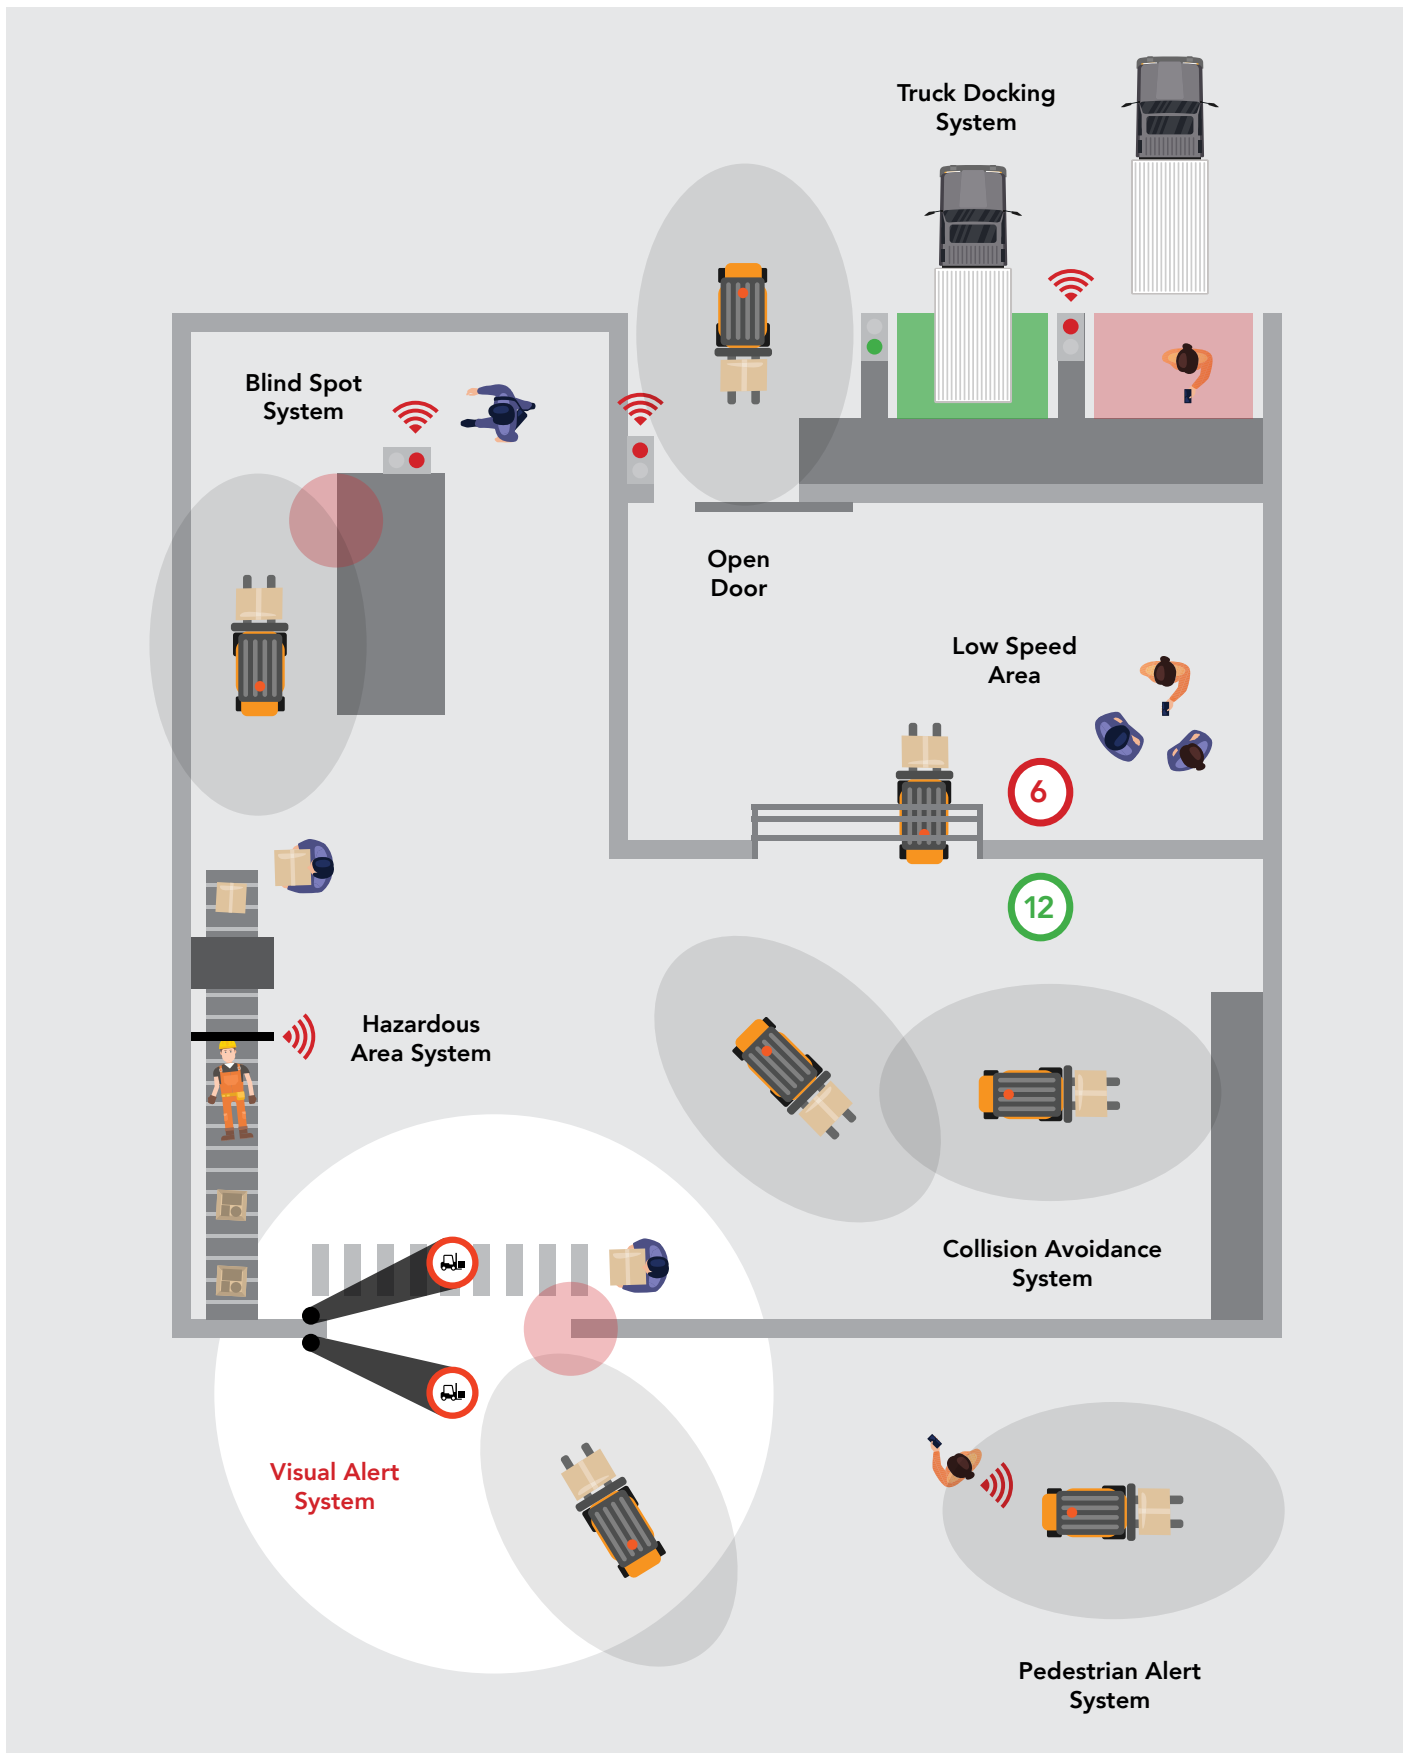 Truck Docking
System
Blind Spot
System
Open
Door
Low Speed
Area
6
12
Hazardous
Area System
Collision Avoidance
System
Visual Alert
System
Pedestrian Alert
System